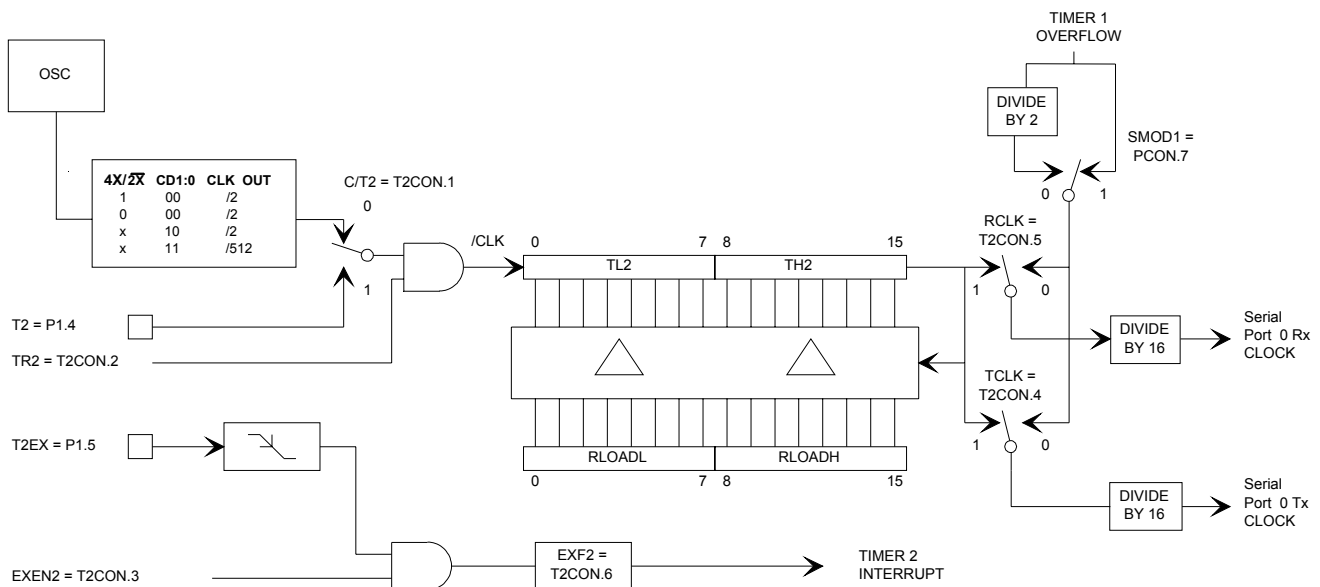 TIMER 1
OVERFLOW
OSC
DIVIDE
BY 2
SMOD1 =
PCON.7
0
1
4X/2X̅ CD1:0 CLK OUT
1 00 /2
0 00 /2
x 10 /2
x 11 /512
C/T2 = T2CON.1
0
1
/CLK
0 7 8 15
TL2 TH2
RCLK =
T2CON.5
1 0
T2 = P1.4
TR2 = T2CON.2
DIVIDE
BY 16
Serial
Port 0 Rx
CLOCK
TCLK =
T2CON.4
1 0
T2EX = P1.5
RLOADL RLOADH
0 7 8 15
DIVIDE
BY 16
Serial
Port 0 Tx
CLOCK
EXEN2 = T2CON.3
EXF2 =
T2CON.6
TIMER 2
INTERRUPT